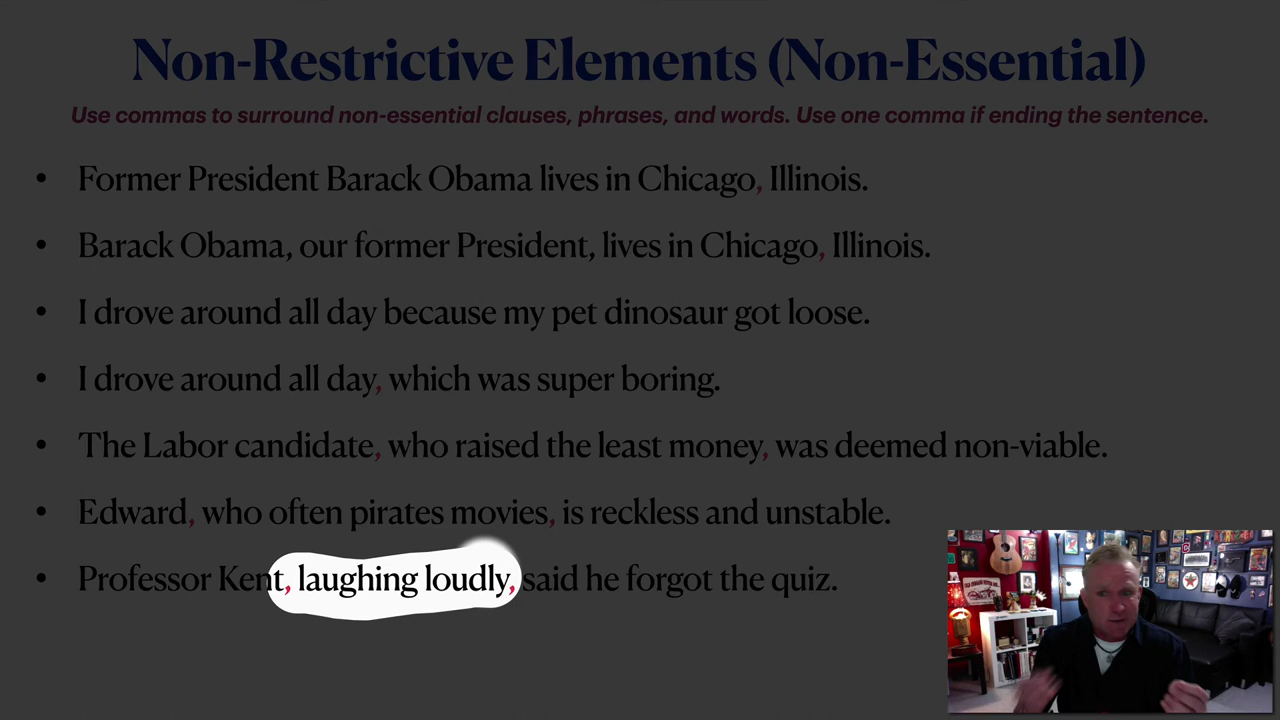 Non-Restrictive Elements (Non-Essential)
Use commas to surround non-essential clauses, phrases, and words. Use one comma if ending the sentence.
• Former President Barack Obama lives in Chicago, Illinois.
• Barack Obama, our former President, lives in Chicago, Illinois.
• I drove around all day because my pet dinosaur got loose.
• I drove around all day, which was super boring.
• The Labor candidate, who raised the least money, was deemed non-viable.
• Edward, who often pirates movies, is reckless and unstable.
• Professor Kent, laughing loudly, said he forgot the quiz.